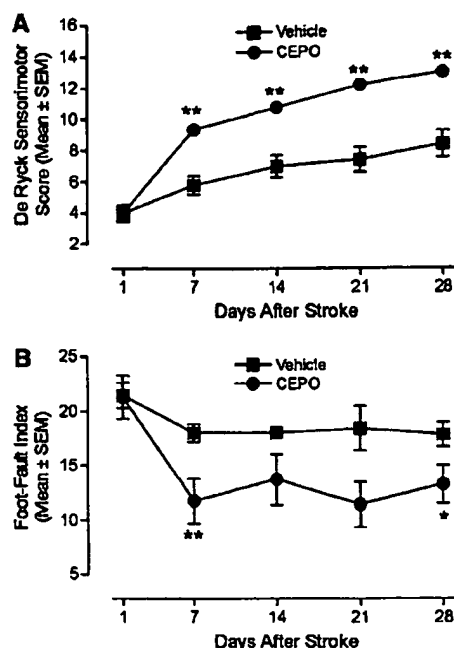 A
De Ryck Sensorimotor
Score (Mean ± SEM)
16
14
12
10
8
6
4
2
Vehicle
CEPO
**
**
**
**
1
7
14
21
28
Days After Stroke
B
Foot-Fault Index
(Mean ± SEM)
25
20
15
10
5
Vehicle
CEPO
**
*
1
7
14
21
28
Days After Stroke